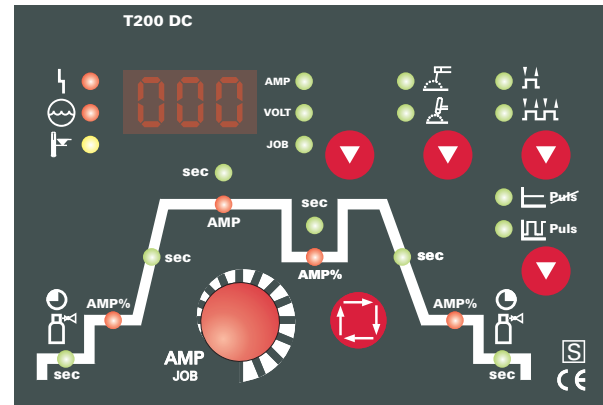 T200 DC
000
AMP
VOLT
JOB
sec
AMP
sec
AMP%
sec
sec
Puls
Puls
AMP%
AMP%
sec
sec
AMP
JOB
S
CE